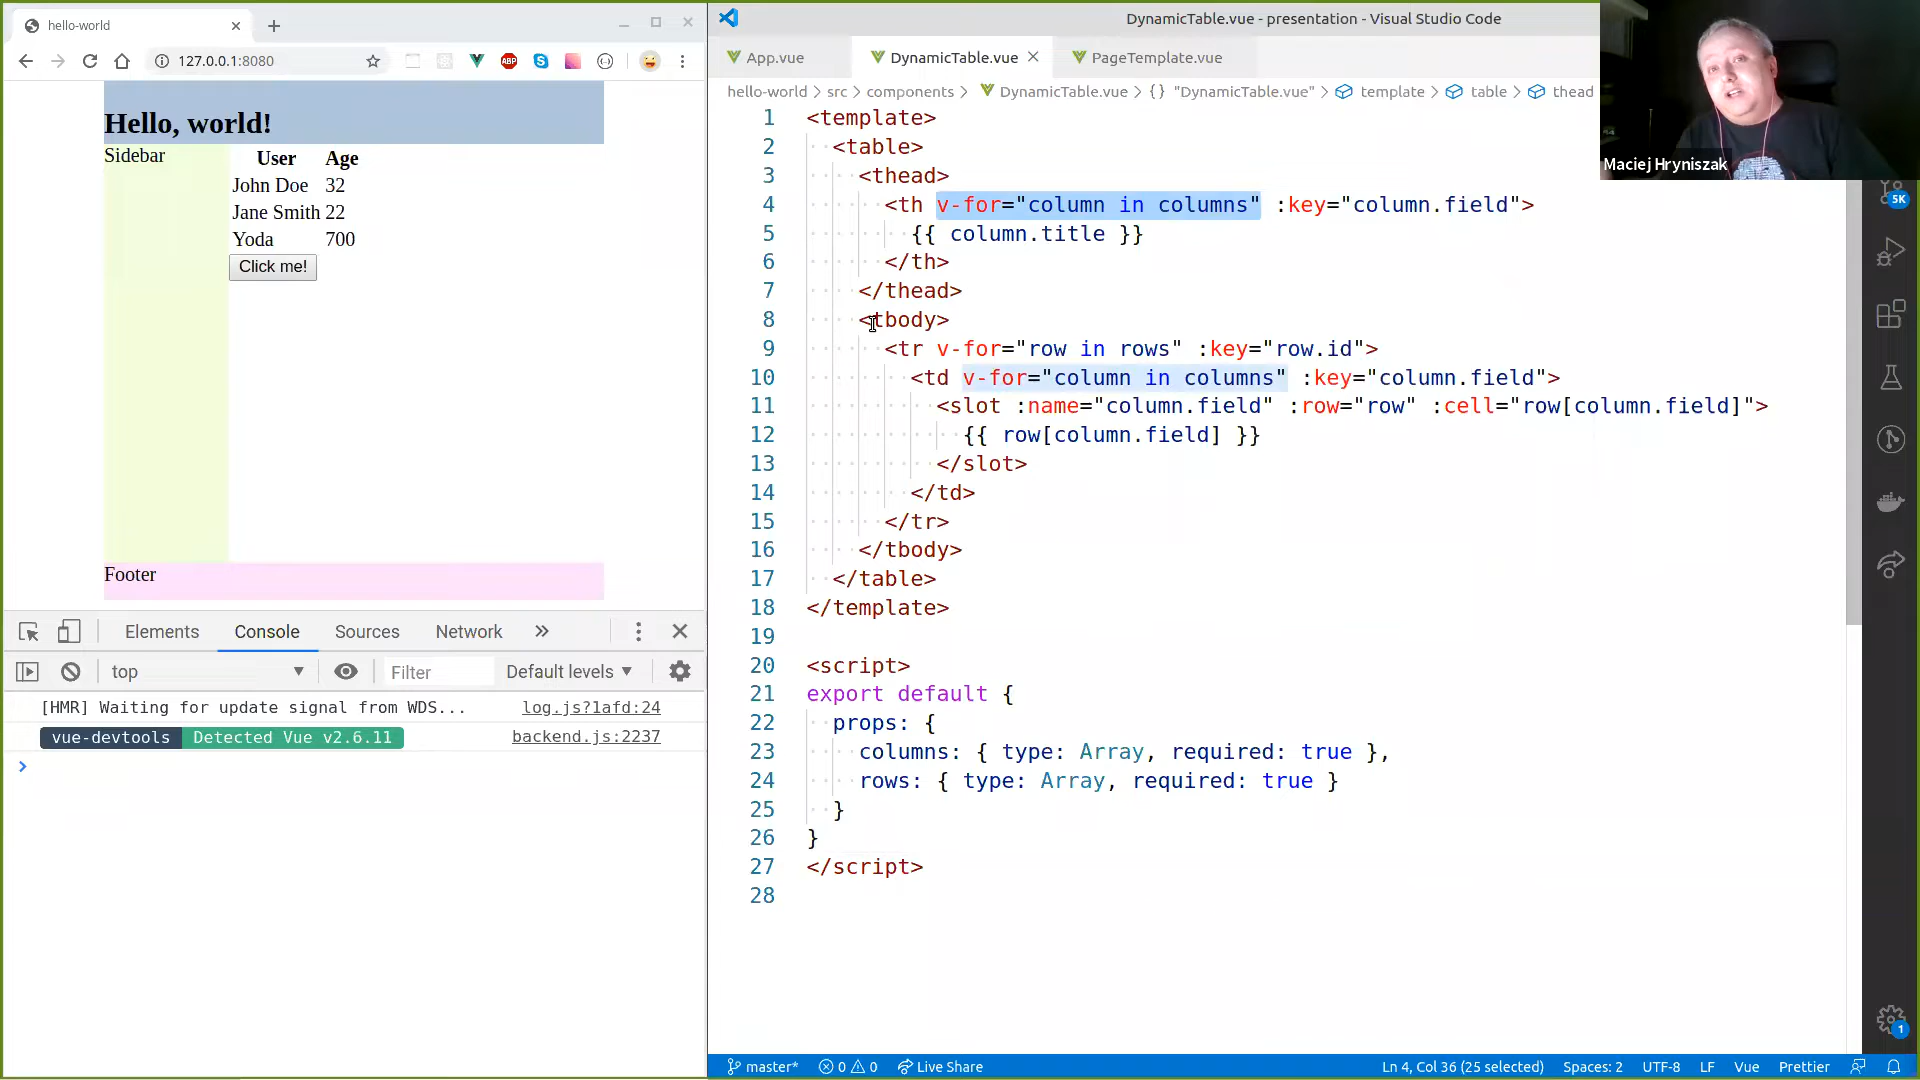 hello-world
127.0.0.1:8080
ABP
Hello, world!
Sidebar
User Age
John Doe 32
Jane Smith 22
Yoda 700
Click me!
Footer
Elements Console Sources Network
top Filter Default levels
[HMR] Waiting for update signal from WDS... log.js?1afd:24
vue-devtools Detected Vue v2.6.11 backend.js:2237
DynamicTable.vue - presentation - Visual Studio Code
App.vue DynamicTable.vue PageTemplate.vue
hello-world > src > components > DynamicTable.vue > {} "DynamicTable.vue" > template > table > thead
1 <template>
2 <table>
3 <thead>
4 <th v-for="column in columns" :key="column.field">
5 {{ column.title }}
6 </th>
7 </thead>
8 <tbody>
9 <tr v-for="row in rows" :key="row.id">
10 <td v-for="column in columns" :key="column.field">
11 <slot :name="column.field" :row="row" :cell="row[column.field]">
12 {{ row[column.field] }}
13 </slot>
14 </td>
15 </tr>
16 </tbody>
17 </table>
18 </template>
19
20 <script>
21 export default {
22 props: {
23 columns: { type: Array, required: true },
24 rows: { type: Array, required: true }
25 }
26 }
27 </script>
28
Maciej Hryniszak
5K
1
master* 0 0 Live Share
Ln 4, Col 36 (25 selected) Spaces: 2 UTF-8 LF Vue Prettier